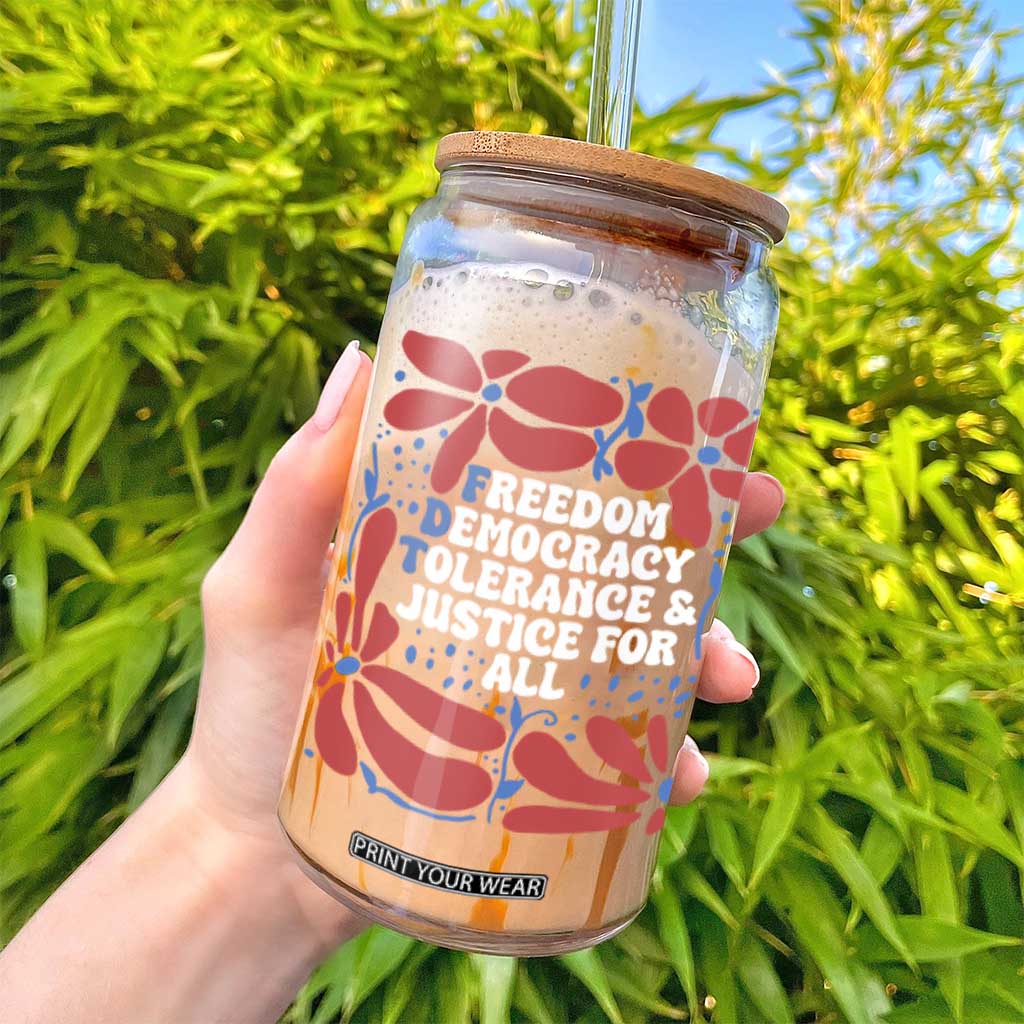 FREEDOM
DEMOCRACY
TOLERANCE &
JUSTICE FOR
ALL
PRINT YOUR WEAR